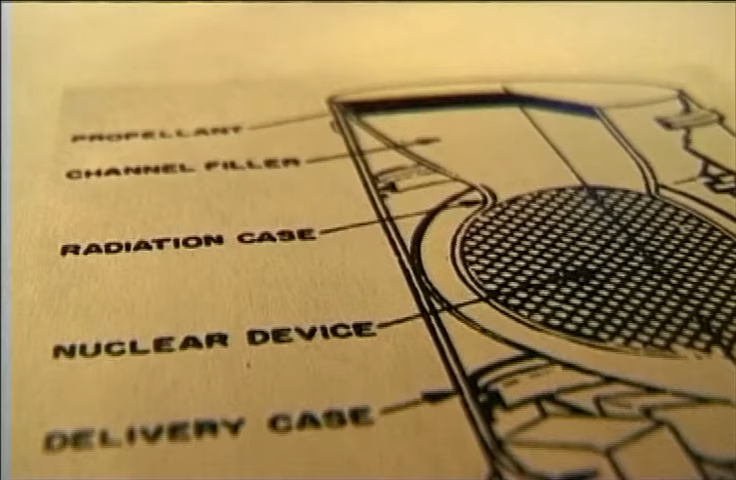 PROPELLANT
CHANNEL FILLER
RADIATION CASE
NUCLEAR DEVICE
DELIVERY CASE